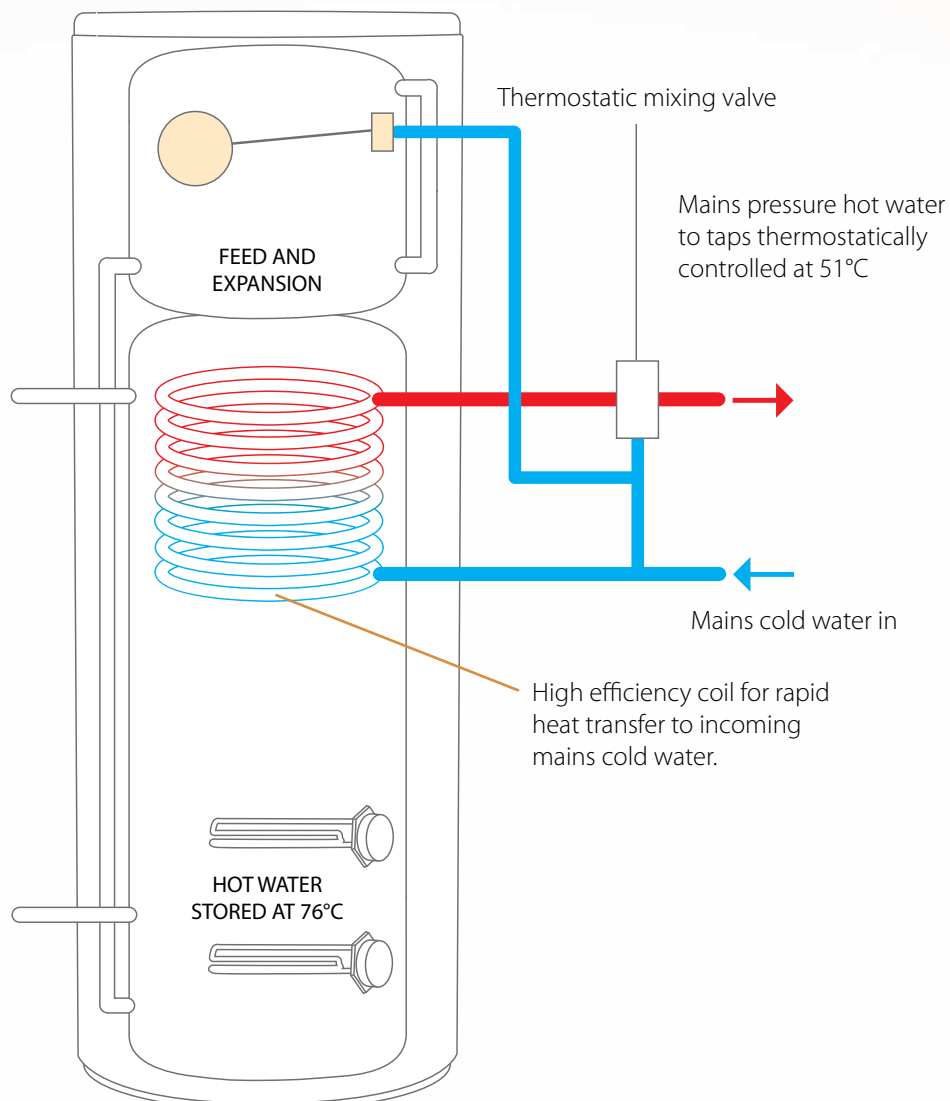 Thermostatic mixing valve
Mains pressure hot water
to taps thermostatically
controlled at 51°C
FEED AND
EXPANSION
Mains cold water in
High efficiency coil for rapid
heat transfer to incoming
mains cold water.
HOT WATER
STORED AT 76°C